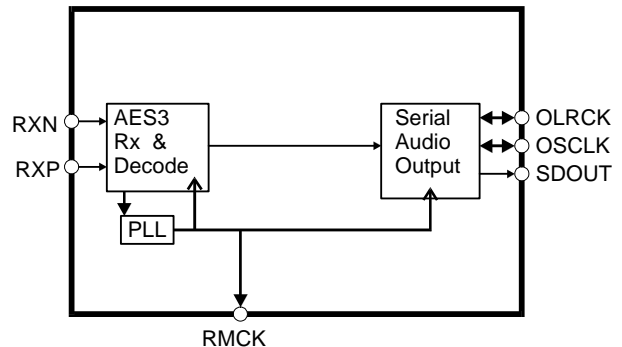 RXN
RXP
AES3
Rx &
Decode
PLL
Serial
Audio
Output
OLRCK
OSCLK
SDOUT
RMCK